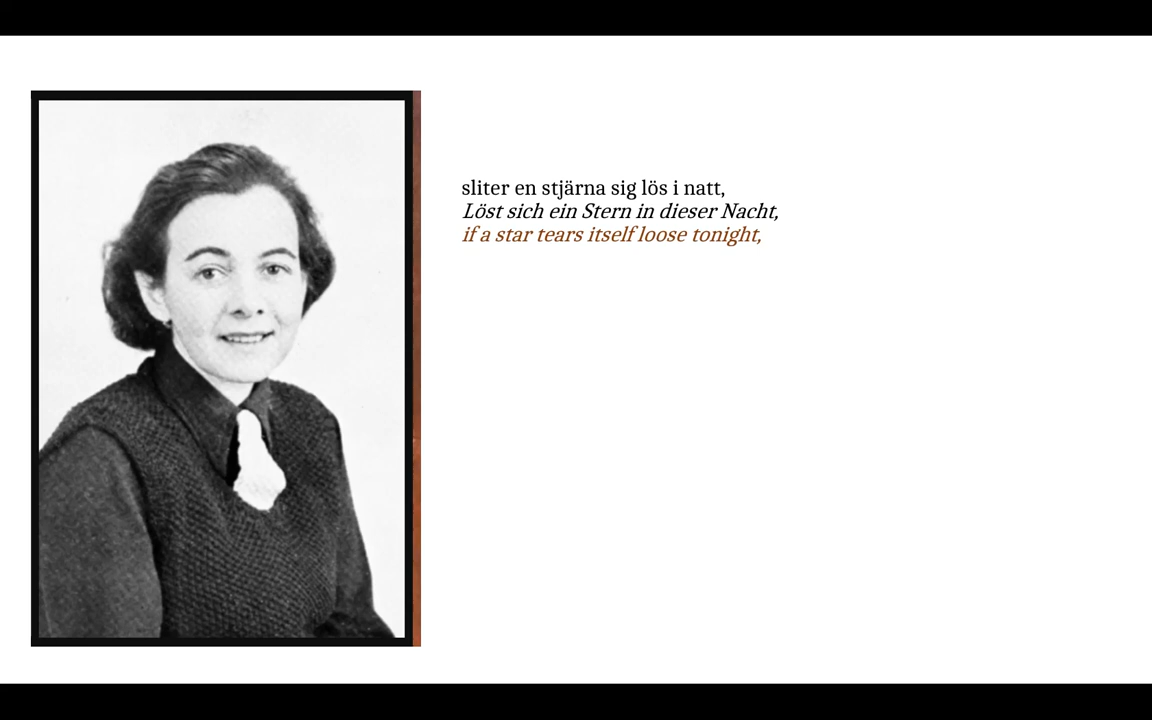 sliter en stjärna sig lös i natt,
Löst sich ein Stern in dieser Nacht,
if a star tears itself loose tonight,